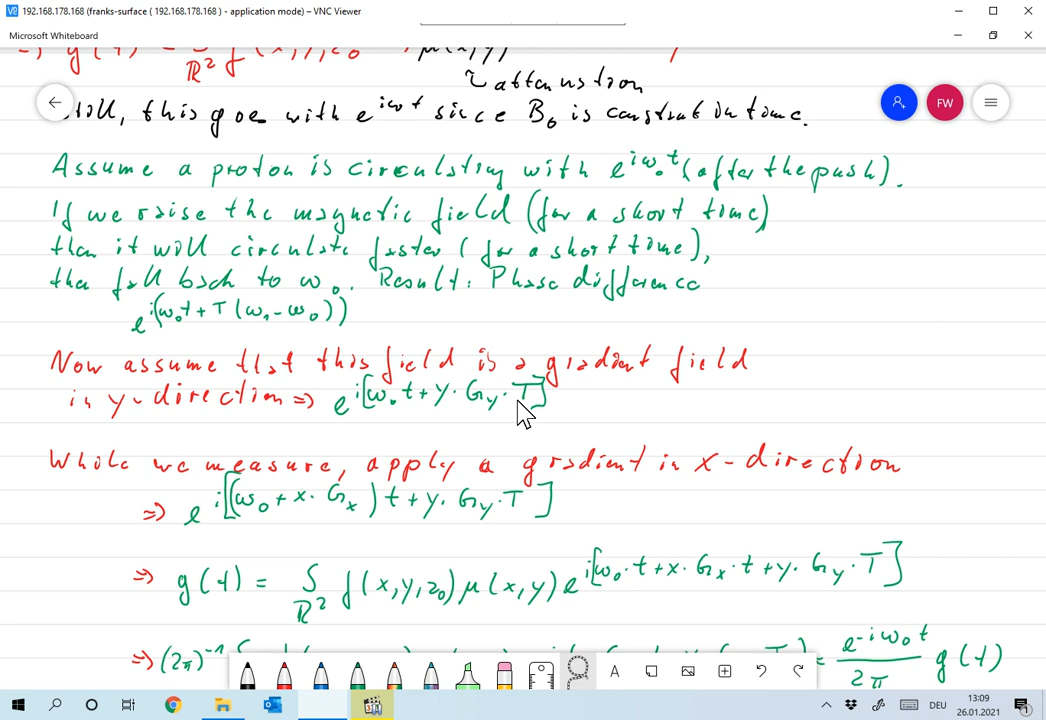 192.168.178.168 (franks-surface ( 192.168.178.168 ) - application mode) – VNC Viewer
Microsoft Whiteboard
=> g(t) = ∫ℝ² f(x,y,z₀) μ(x,y)
attenuation
, this goes with e^{iω₀t} since B₀ is constant in time.
FW
Assume a proton is circulating with e^{iω₀t} (after the push).
If we raise the magnetic field (for a short time)
then it will circulate faster (for a short time),
the fall back to ω₀. Result: Phase difference
e^{i(ω₀t + T(ω₁-ω₀))}
Now assume that this field is a gradient field
in y-direction => e^{i[ω₀t + y·G_y·T]}
While we measure, apply a gradient in x-direction
=> e^{i[(ω₀ + x·G_x)t + y·G_y·T]}
=> g(t) = ∫ℝ² f(x,y,z₀) μ(x,y) e^{i[ω₀·t + x·G_x·t + y·G_y·T]}
=> (2π)⁻¹ ∫ = e^{-iω₀t}/2π g(t)
A
DEU
13:09
26.01.2021